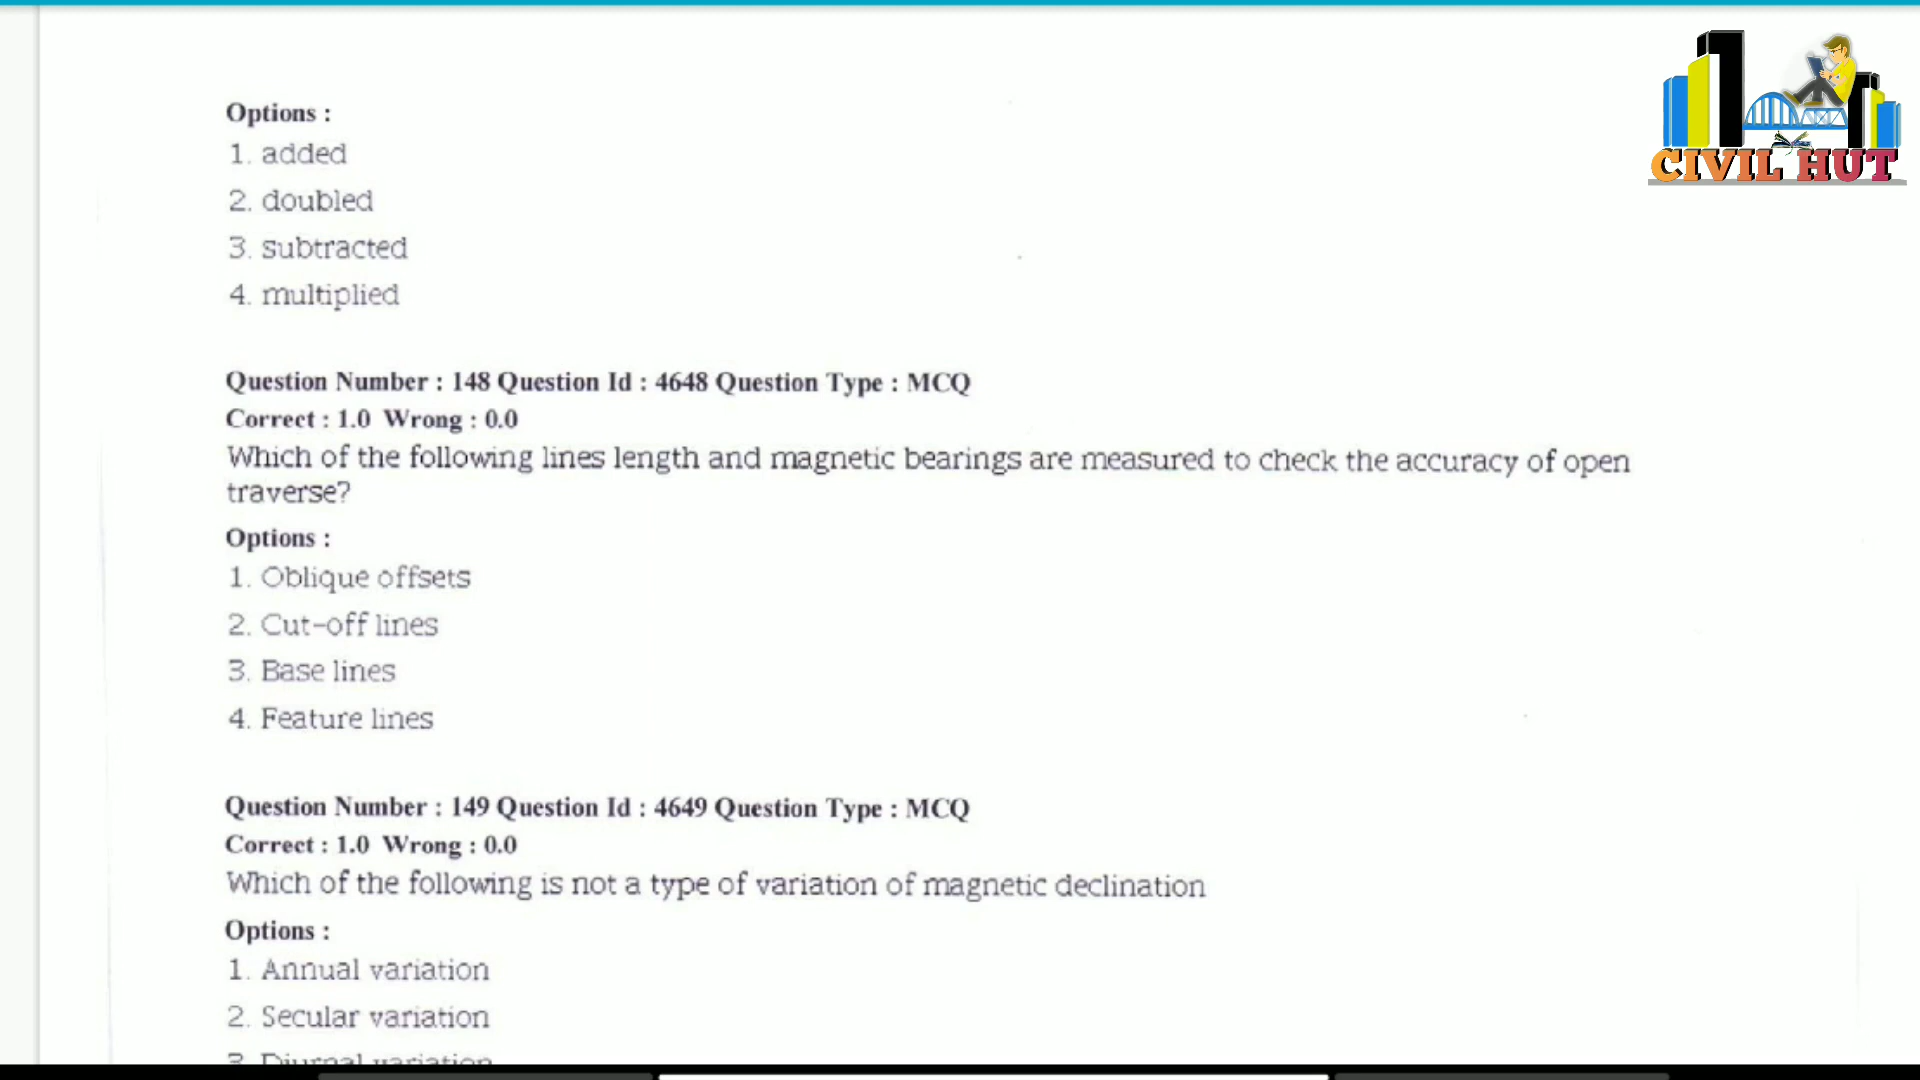 CIVIL HUT
Options :
1. added
2. doubled
3. subtracted
4. multiplied
Question Number : 148 Question Id : 4648 Question Type : MCQ
Correct : 1.0 Wrong : 0.0
Which of the following lines length and magnetic bearings are measured to check the accuracy of open
traverse?
Options :
1. Oblique offsets
2. Cut-off lines
3. Base lines
4. Feature lines
Question Number : 149 Question Id : 4649 Question Type : MCQ
Correct : 1.0 Wrong : 0.0
Which of the following is not a type of variation of magnetic declination
Options :
1. Annual variation
2. Secular variation
3. Diurnal variation